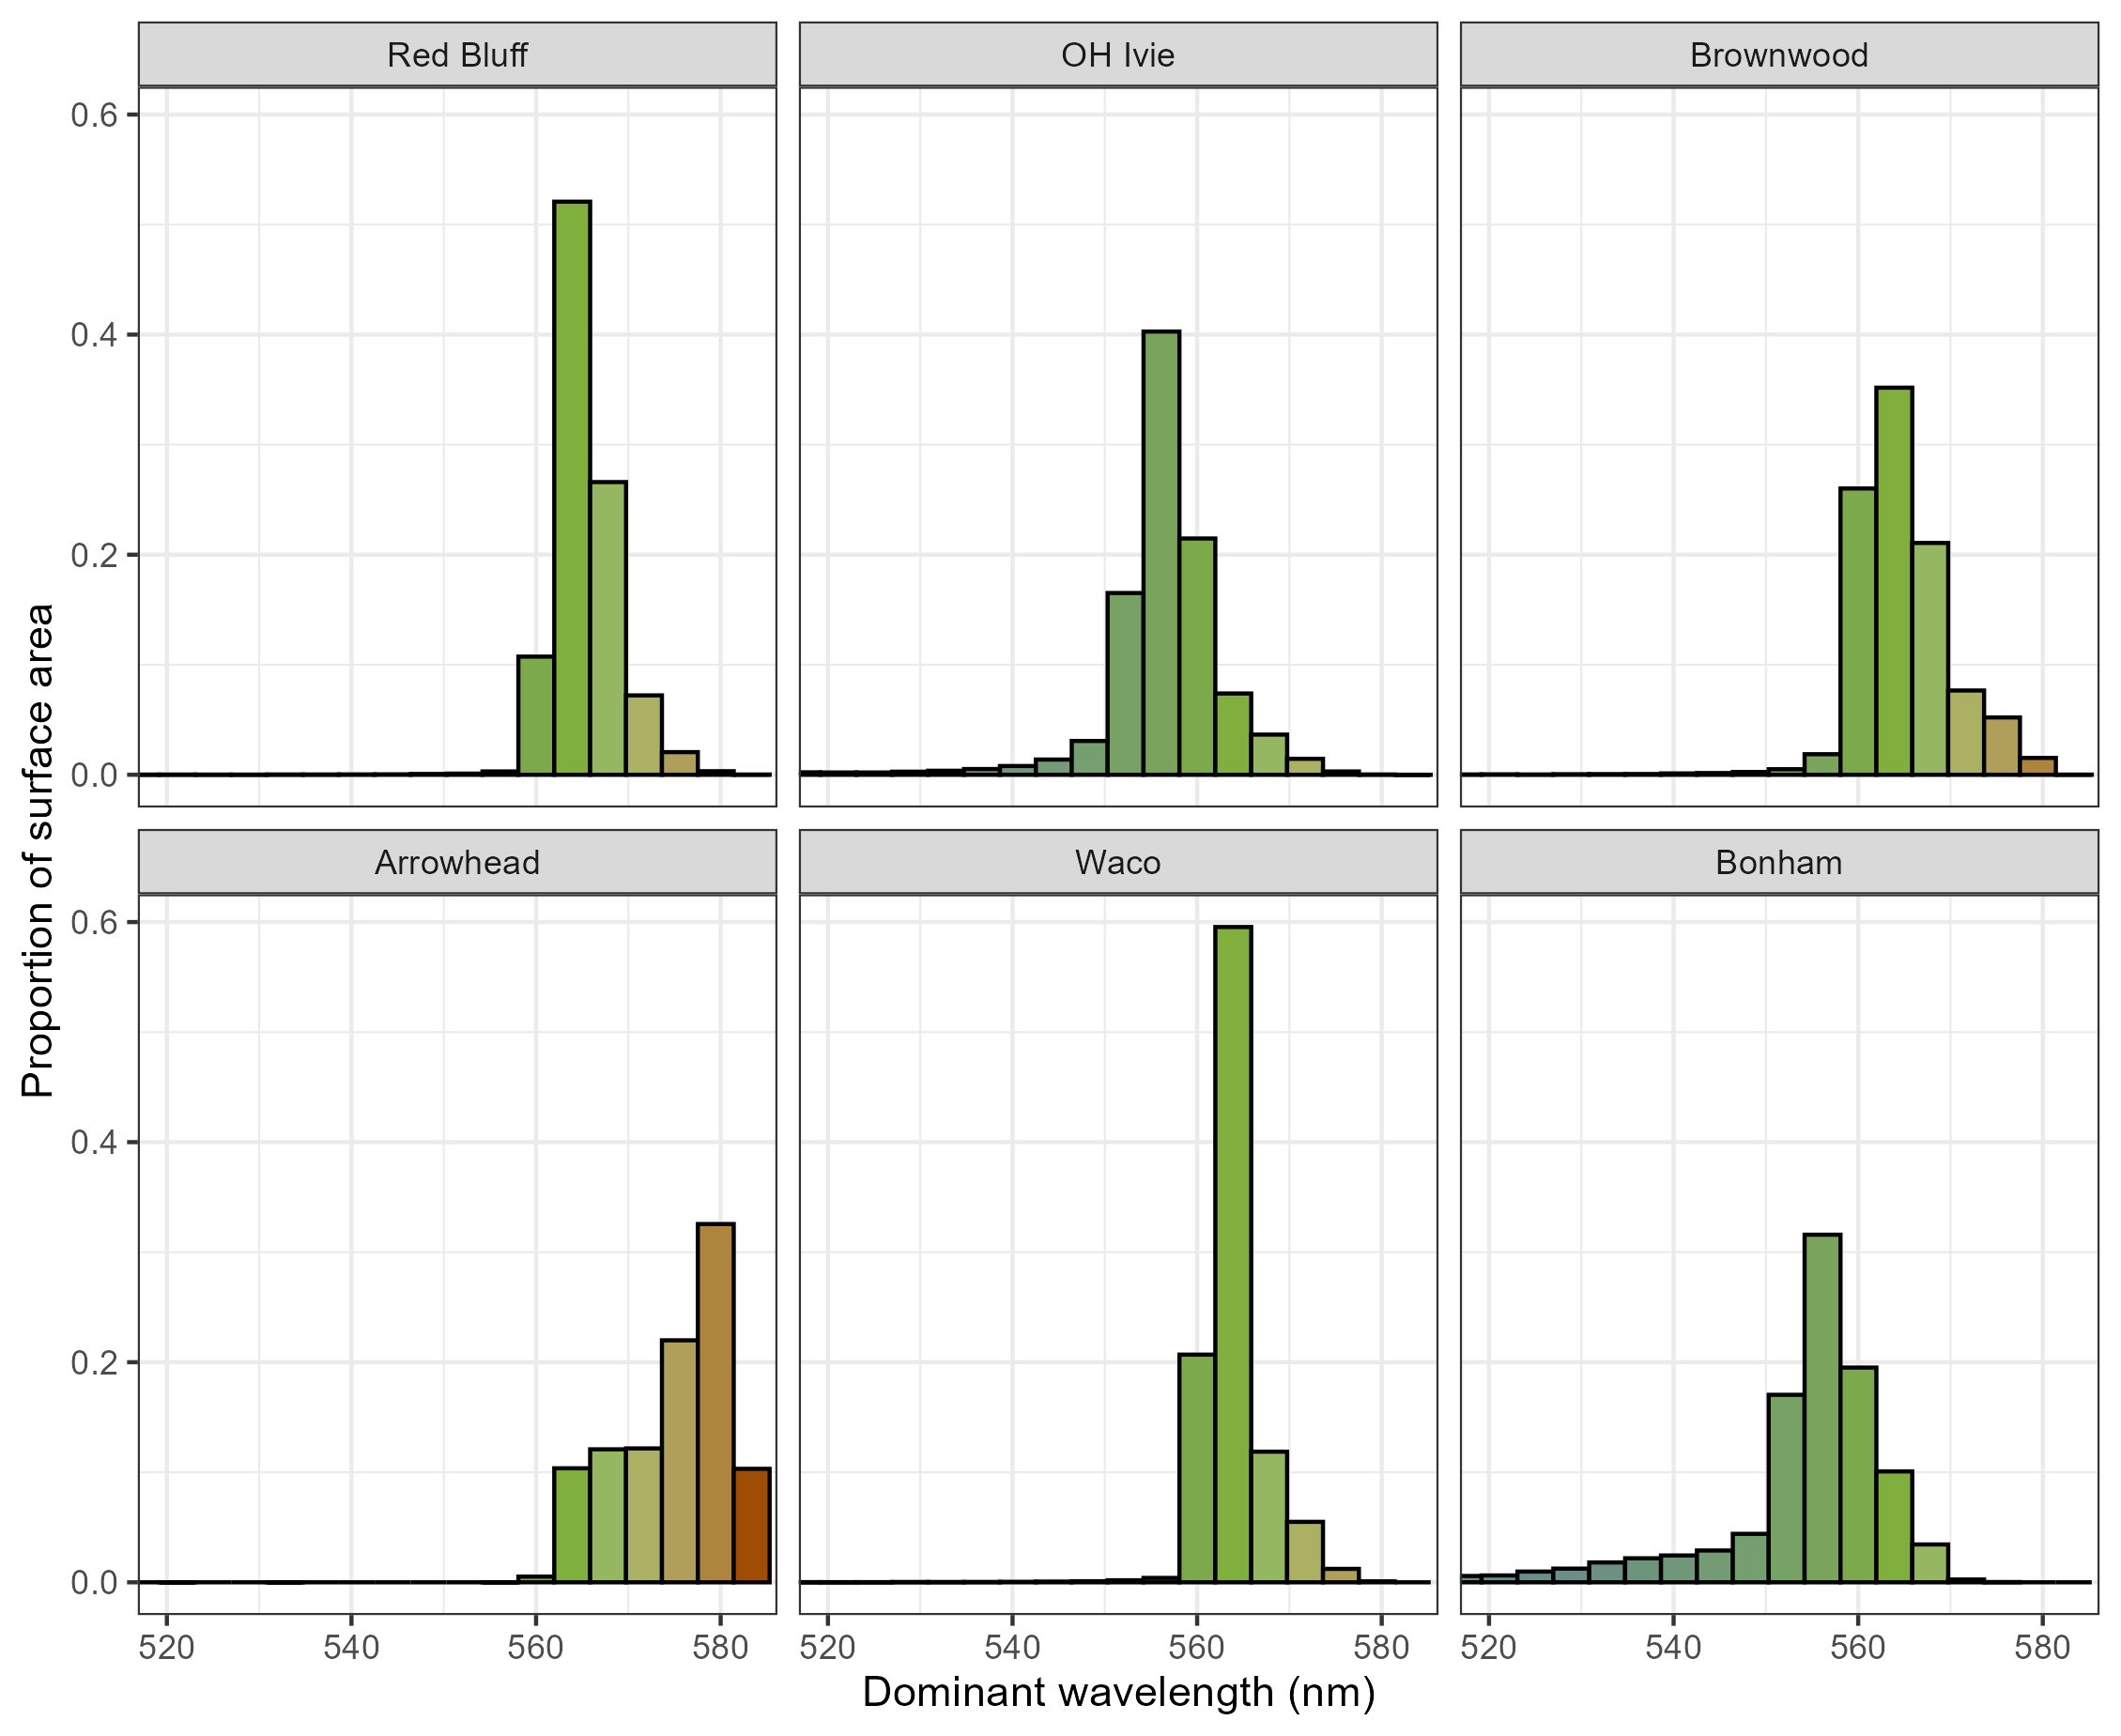 Red Bluff OH Ivie Brownwood
0.6
0.4
0.2
0.0
Arrowhead Waco Bonham
0.6
0.4
0.2
0.0
520 540 560 580 520 540 560 580 520 540 560 580
Dominant wavelength (nm)
Proportion of surface area